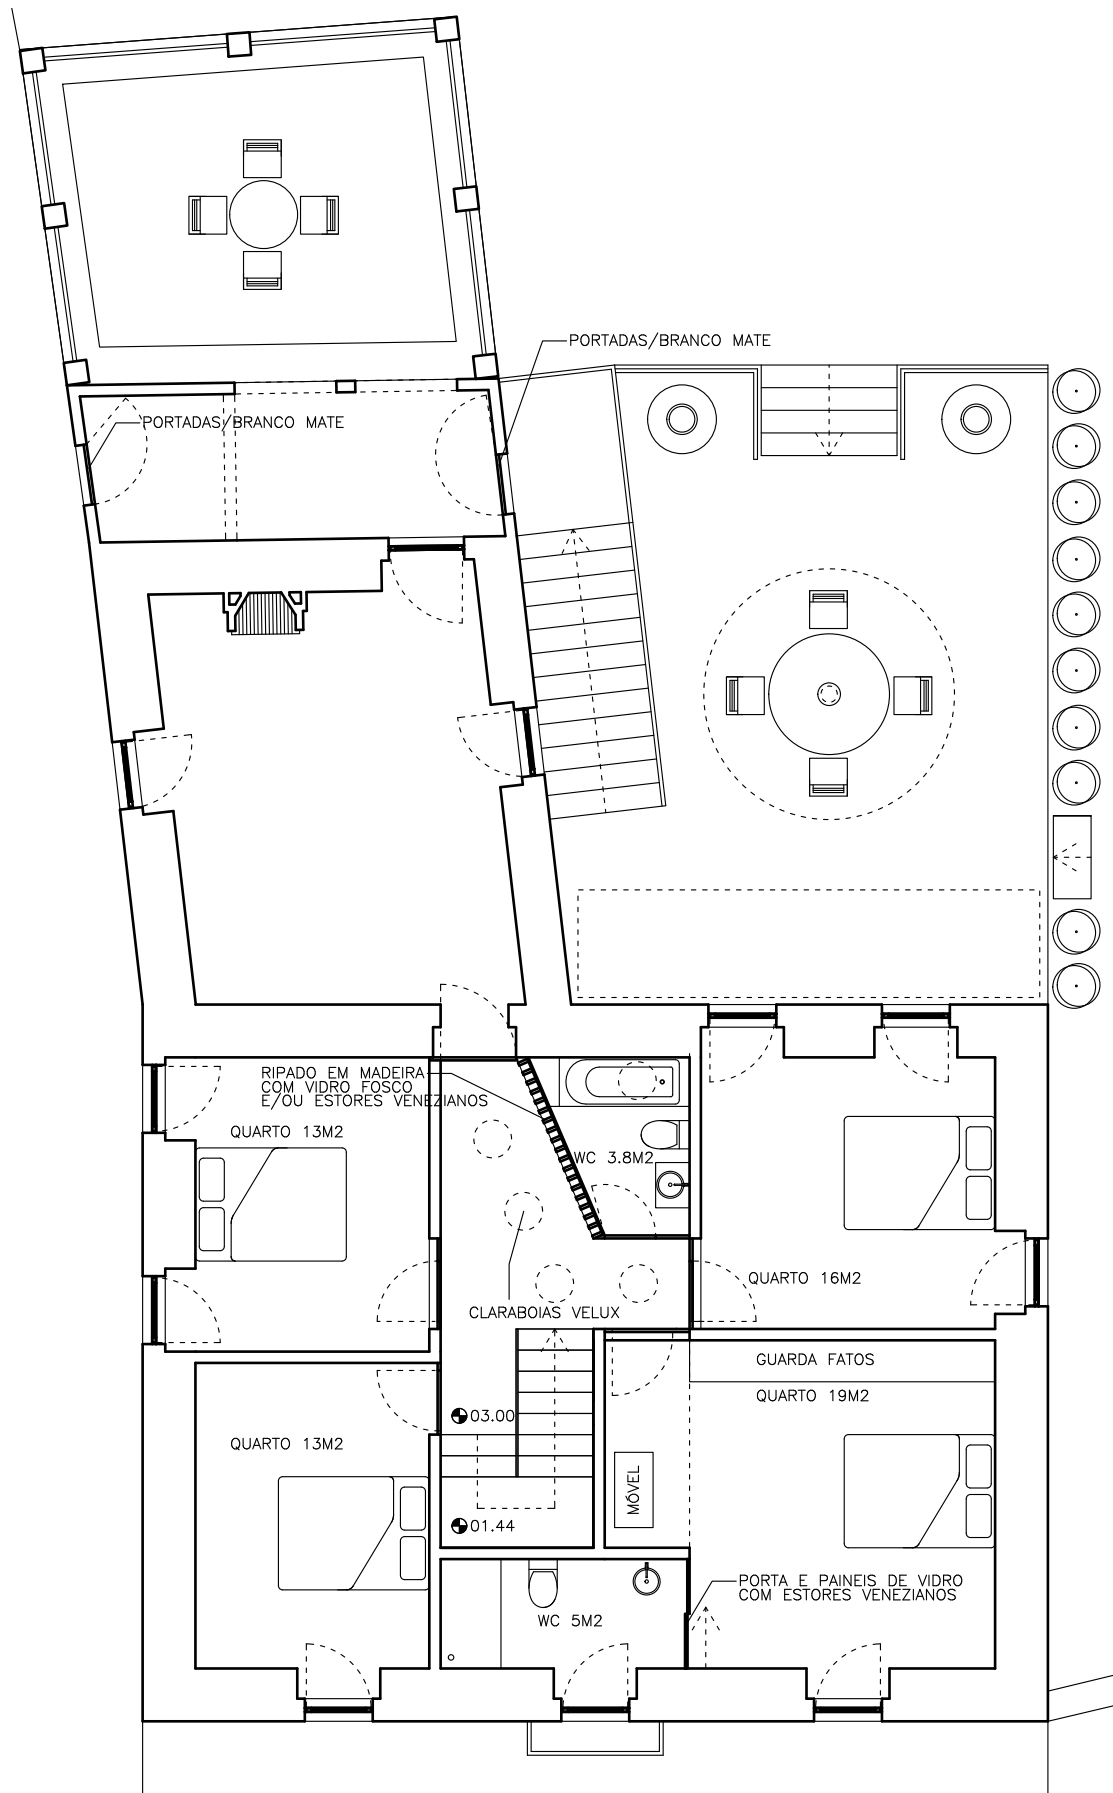 PORTADAS/BRANCO MATE
PORTADAS/BRANCO MATE
RIPADO EM MADEIRA
COM VIDRO FOSCO
E/OU ESTORES VENEZIANOS
QUARTO 13M2
WC 3.8M2
QUARTO 16M2
CLARABOIAS VELUX
GUARDA FATOS
QUARTO 19M2
03.00
QUARTO 13M2
MÓVEL
01.44
PORTA E PAINEIS DE VIDRO
COM ESTORES VENEZIANOS
WC 5M2